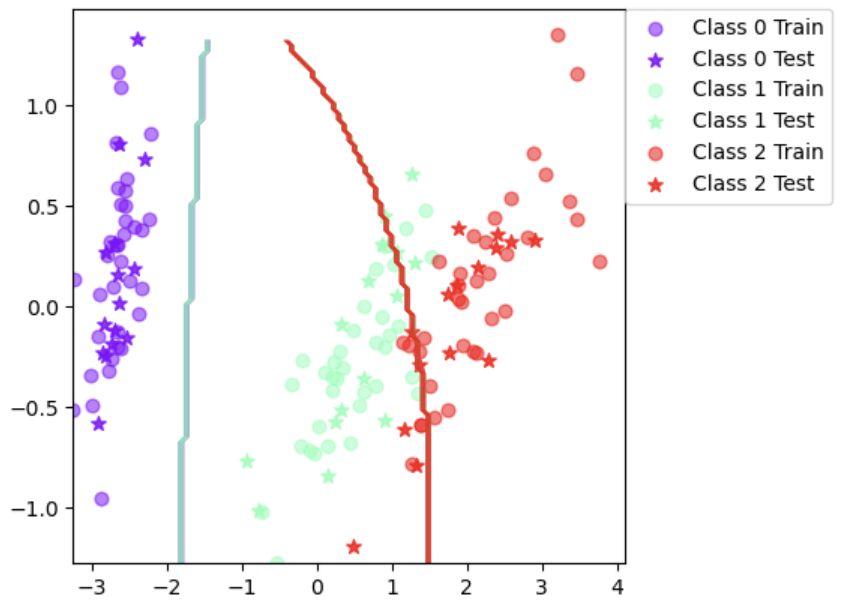 Class 0 Train
Class 0 Test
Class 1 Train
Class 1 Test
Class 2 Train
Class 2 Test
1.0
0.5
0.0
−0.5
−1.0
−3 −2 −1 0 1 2 3 4